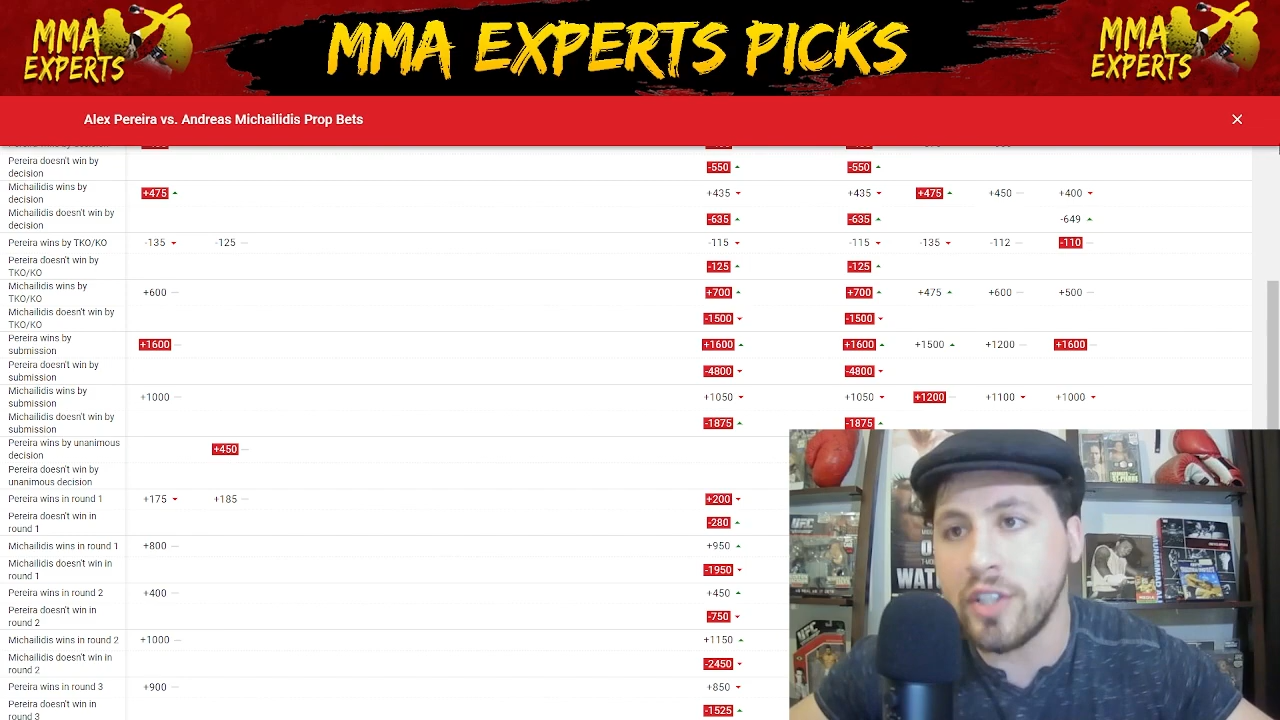 MMA EXPERTS
MMA EXPERTS PICKS
MMA EXPERTS
Alex Pereira vs. Andreas Michailidis Prop Bets ×
Pereira doesn't win by decision -550 -550
Michailidis wins by decision +475 +435 +435 +475 +450 +400
Michailidis doesn't win by decision -635 -635 -649
Pereira wins by TKO/KO -135 -125 -115 -115 -135 -112 -110
Pereira doesn't win by TKO/KO -125 -125
Michailidis wins by TKO/KO +600 +700 +700 +475 +600 +500
Michailidis doesn't win by TKO/KO -1500 -1500
Pereira wins by submission +1600 +1600 +1600 +1500 +1200 +1600
Pereira doesn't win by submission -4800 -4800
Michailidis wins by submission +1000 +1050 +1050 +1200 +1100 +1000
Michailidis doesn't win by submission -1875 -1875
Pereira wins by unanimous decision +450
Pereira doesn't win by unanimous decision
Pereira wins in round 1 +175 +185 +200
Pereira doesn't win in round 1 -280
Michailidis wins in round 1 +800 +950
Michailidis doesn't win in round 1 -1950
Pereira wins in round 2 +400 +450
Pereira doesn't win in round 2 -750
Michailidis wins in round 2 +1000 +1150
Michailidis doesn't win in round 2 -2450
Pereira wins in round 3 +900 +850
Pereira doesn't win in round 3 -1525
UFC
WAT
MUHAMMAD
UFC